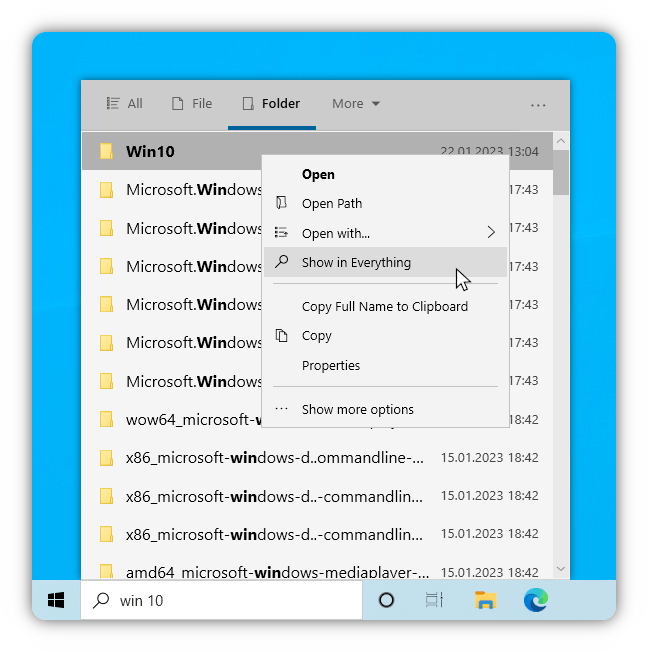 All File Folder More ...
Win10 22.01.2023 13:04
Open
Microsoft.Windows 17:43
Open Path
Microsoft.Windows 17:43
Open with...
Microsoft.Windows 17:43
Show in Everything
Microsoft.Windows 17:43
Copy Full Name to Clipboard
Microsoft.Windows 17:43
Copy
Microsoft.Windows 17:43
Properties
wow64_microsoft-w 18:42
... Show more options
x86_microsoft-windows-d..ommandline-... 15.01.2023 18:42
x86_microsoft-windows-d..-commandlin... 15.01.2023 18:42
x86_microsoft-windows-d..-commandlin... 15.01.2023 18:42
amd64_microsoft-windows-mediaplayer-... 15.01.2023 18:42
win 10